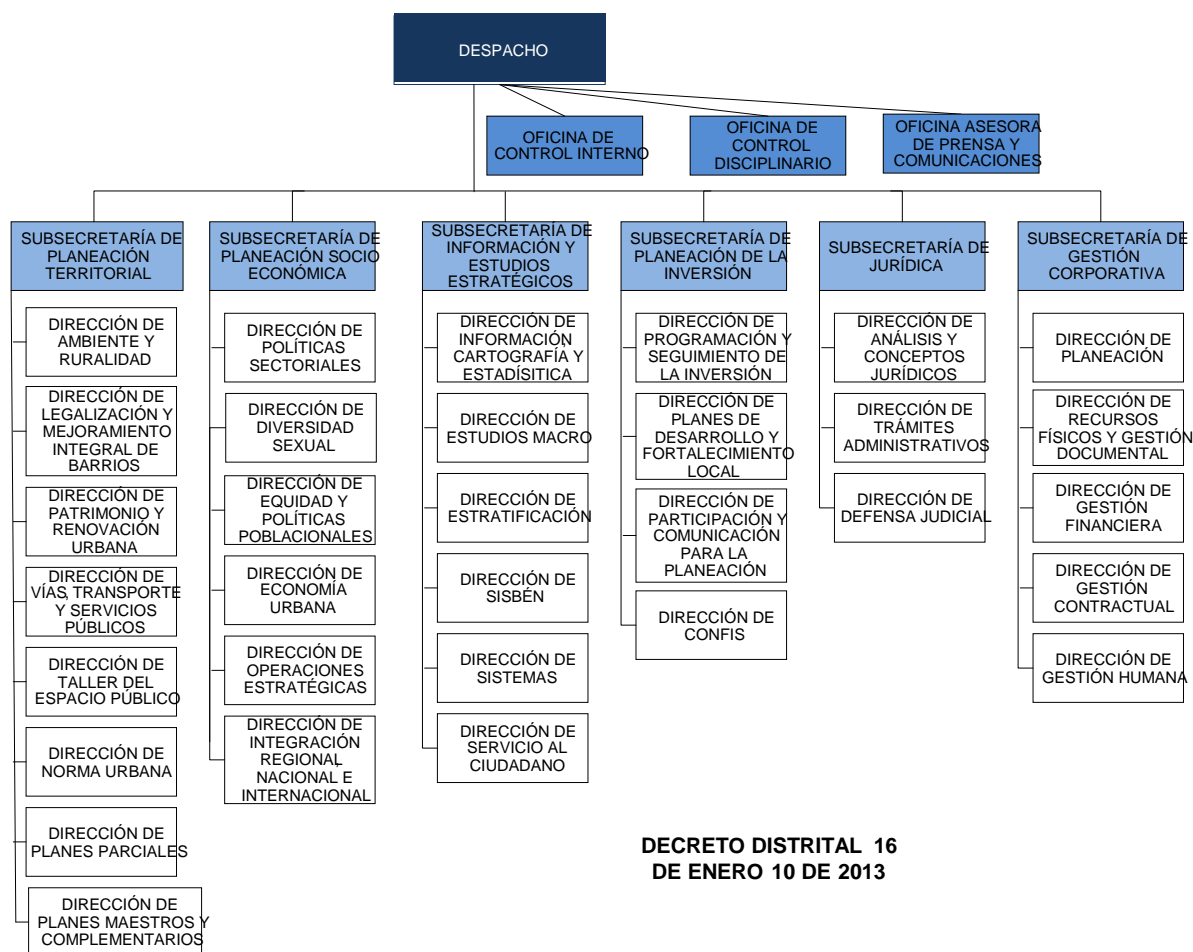 DESPACHO
OFICINA DE
CONTROL INTERNO
OFICINA DE
CONTROL
DISCIPLINARIO
OFICINA ASESORA
DE PRENSA Y
COMUNICACIONES
SUBSECRETARÍA DE
PLANEACIÓN
TERRITORIAL
DIRECCIÓN DE
AMBIENTE Y
RURALIDAD
DIRECCIÓN DE
LEGALIZACIÓN Y
MEJORAMIENTO
INTEGRAL DE
BARRIOS
DIRECCIÓN DE
PATRIMONIO Y
RENOVACIÓN
URBANA
DIRECCIÓN DE
VÍAS, TRANSPORTE
Y SERVICIOS
PÚBLICOS
DIRECCIÓN DE
TALLER DEL
ESPACIO PÚBLICO
DIRECCIÓN DE
NORMA URBANA
DIRECCIÓN DE
PLANES PARCIALES
DIRECCIÓN DE
PLANES MAESTROS Y
COMPLEMENTARIOS
SUBSECRETARÍA DE
PLANEACIÓN SOCIO
ECONÓMICA
DIRECCIÓN DE
POLÍTICAS
SECTORIALES
DIRECCIÓN DE
DIVERSIDAD
SEXUAL
DIRECCIÓN DE
EQUIDAD Y
POLÍTICAS
POBLACIONALES
DIRECCIÓN DE
ECONOMÍA
URBANA
DIRECCIÓN DE
OPERACIONES
ESTRATÉGICAS
DIRECCIÓN DE
INTEGRACIÓN
REGIONAL,
NACIONAL E
INTERNACIONAL
SUBSECRETARÍA DE
INFORMACIÓN Y
ESTUDIOS
ESTRATÉGICOS
DIRECCIÓN DE
INFORMACIÓN
CARTOGRAFÍA Y
ESTADÍSITICA
DIRECCIÓN DE
ESTUDIOS MACRO
DIRECCIÓN DE
ESTRATIFICACIÓN
DIRECCIÓN DE
SISBÉN
DIRECCIÓN DE
SISTEMAS
DIRECCIÓN DE
SERVICIO AL
CIUDADANO
SUBSECRETARÍA DE
PLANEACIÓN DE LA
INVERSIÓN
DIRECCIÓN DE
PROGRAMACIÓN Y
SEGUIMIENTO DE
LA INVERSIÓN
DIRECCIÓN DE
PLANES DE
DESARROLLO Y
FORTALECIMIENTO
LOCAL
DIRECCIÓN DE
PARTICIPACIÓN Y
COMUNICACIÓN
PARA LA
PLANEACIÓN
DIRECCIÓN DE
CONFIS
SUBSECRETARÍA DE
JURÍDICA
DIRECCIÓN DE
ANÁLISIS Y
CONCEPTOS
JURÍDICOS
DIRECCIÓN DE
TRÁMITES
ADMINISTRATIVOS
DIRECCIÓN DE
DEFENSA JUDICIAL
SUBSECRETARÍA DE
GESTIÓN
CORPORATIVA
DIRECCIÓN DE
PLANEACIÓN
DIRECCIÓN DE
RECURSOS
FÍSICOS Y GESTIÓN
DOCUMENTAL
DIRECCIÓN DE
GESTIÓN
FINANCIERA
DIRECCIÓN DE
GESTIÓN
CONTRACTUAL
DIRECCIÓN DE
GESTIÓN HUMANA
DECRETO DISTRITAL 16
DE ENERO 10 DE 2013